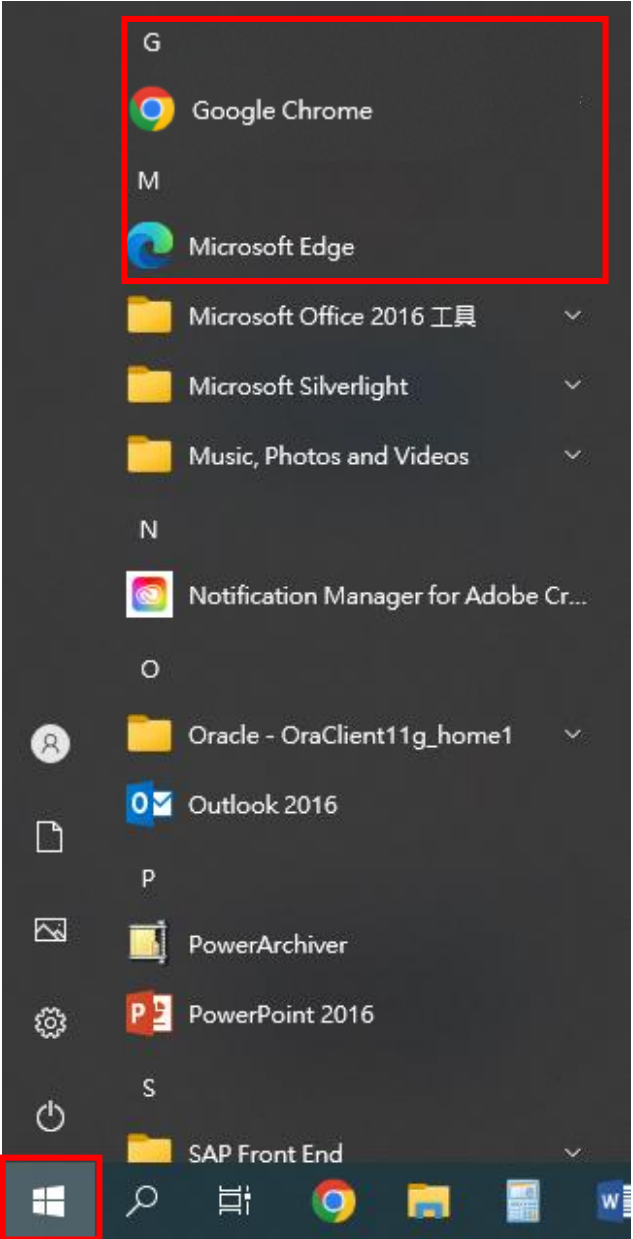 G
Google Chrome
M
Microsoft Edge
Microsoft Office 2016 工具
Microsoft Silverlight
Music, Photos and Videos
N
Notification Manager for Adobe Cr...
O
Oracle - OraClient11g_home1
Outlook 2016
P
PowerArchiver
PowerPoint 2016
S
SAP Front End